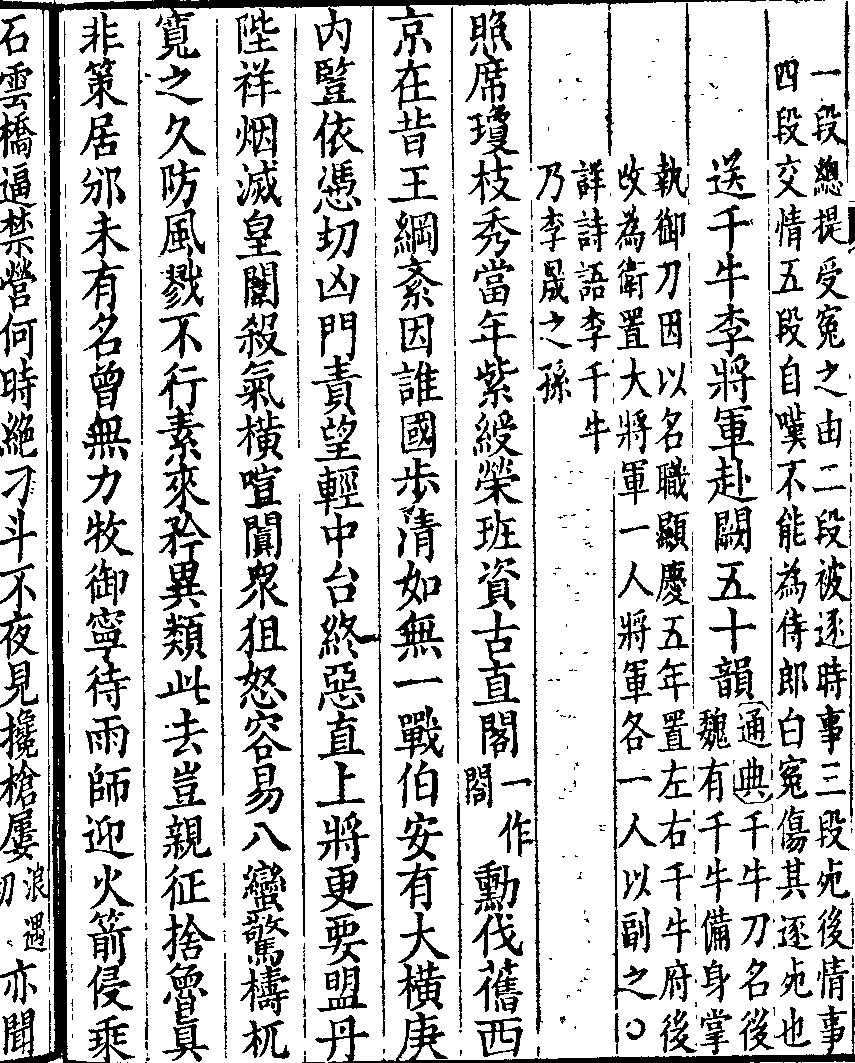 一段總提受寃之由二段被逐時事三段死後情事
四段交情五段自嘆不能為侍郎白寃傷其逐死也
送千牛李將軍赴闕五十韻
通典千牛刀名後
魏有千牛備身掌
執御刀因以名職顯慶五年置左右千牛府後
改為衛置大將軍一人將軍各一人以副之○
詳詩語李千牛
乃李晟之孫
照席瓊枝秀當年紫綬榮班資古直閣一作閤勳伐舊西
京在昔王綱紊因誰國步清如無一戰伯安有大橫庚
内豎依憑切凶門責望輕中台終惡直上將更要盟丹
陛祥烟滅皇闈殺氣橫喧闐衆狙怒容易八蠻驚檮杌
寛之久防風戮不行素來矜異類此去豈親征捨魯真
非策居邠未有名曾無力牧御寧待雨師迎火箭侵乘
石雲橋逼禁營何時絶刁斗不夜見攙槍屢浪遇切亦聞